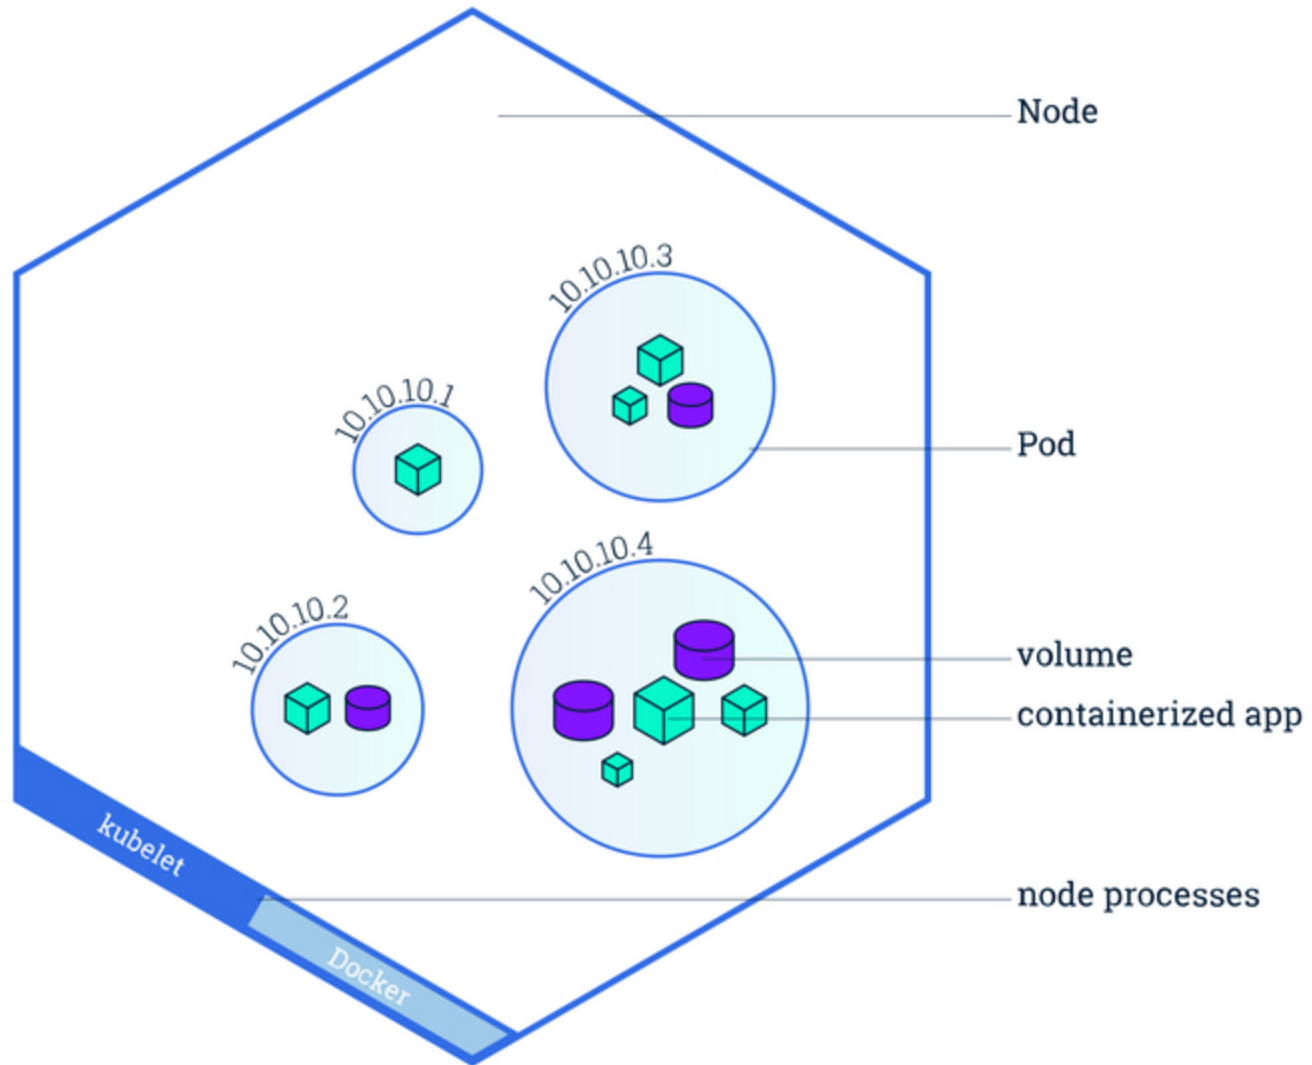 Node
10.10.10.3
10.10.10.1
Pod
10.10.10.4
10.10.10.2
volume
containerized app
kubelet
node processes
Docker